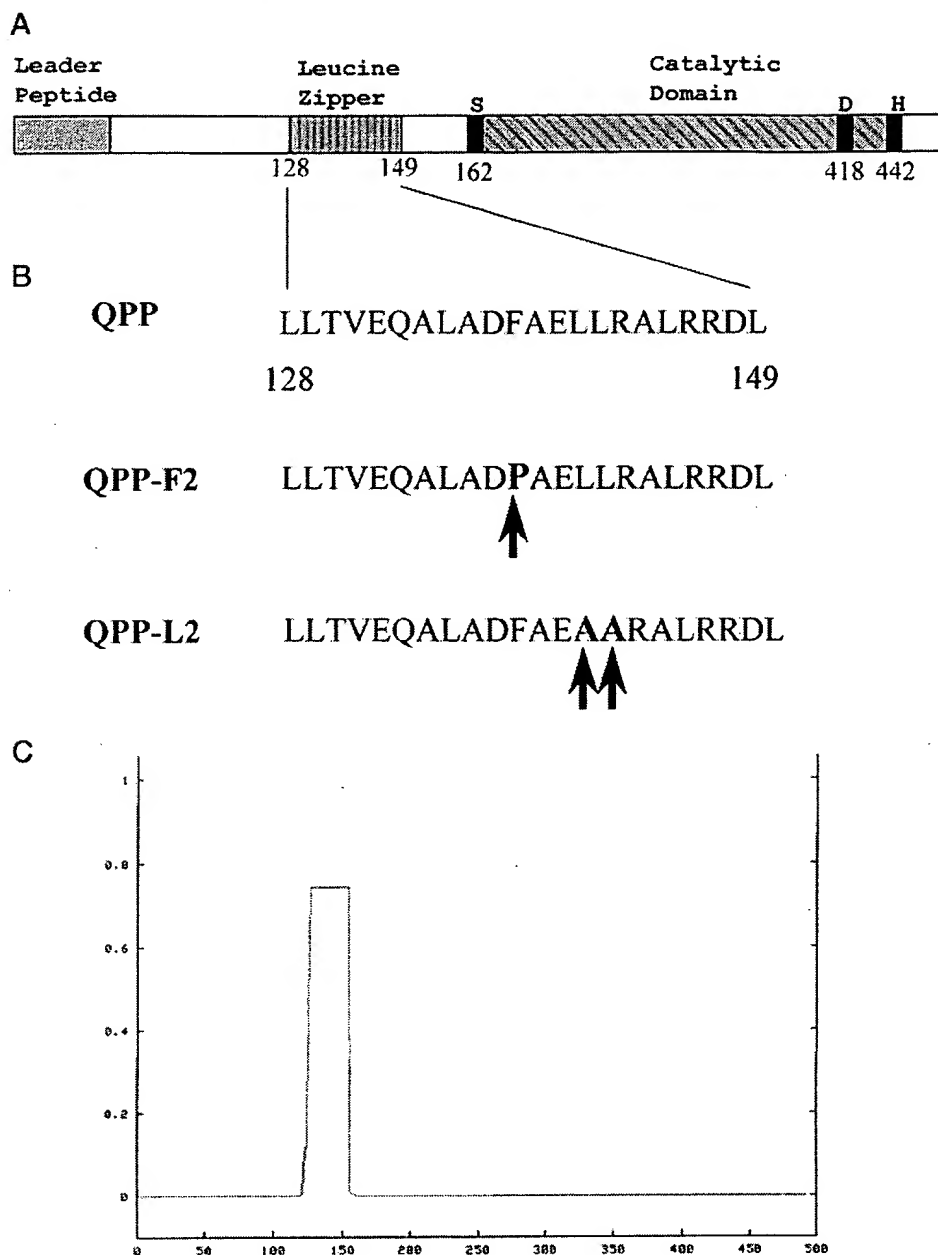 A
Leader Peptide
Leucine Zipper
Catalytic Domain
S
D
H
128
149
162
418
442
B
QPP
LLTVEQALADFAELLRALRRDL
128
149
QPP-F2
LLTVEQALADPAELLRALRRDL
QPP-L2
LLTVEQALADFAEAARALRRDL
C
1
0.8
0.6
0.4
0.2
0
0
50
100
150
200
250
300
350
400
450
500